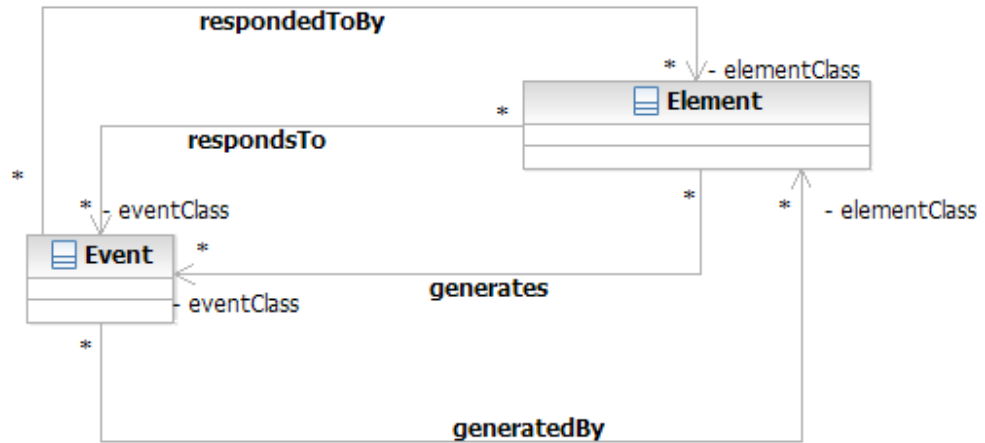 respondedToBy
* - elementClass
Element
*
respondsTo
*
* - eventClass
*
* - elementClass
Event
*
generates
- eventClass
*
generatedBy